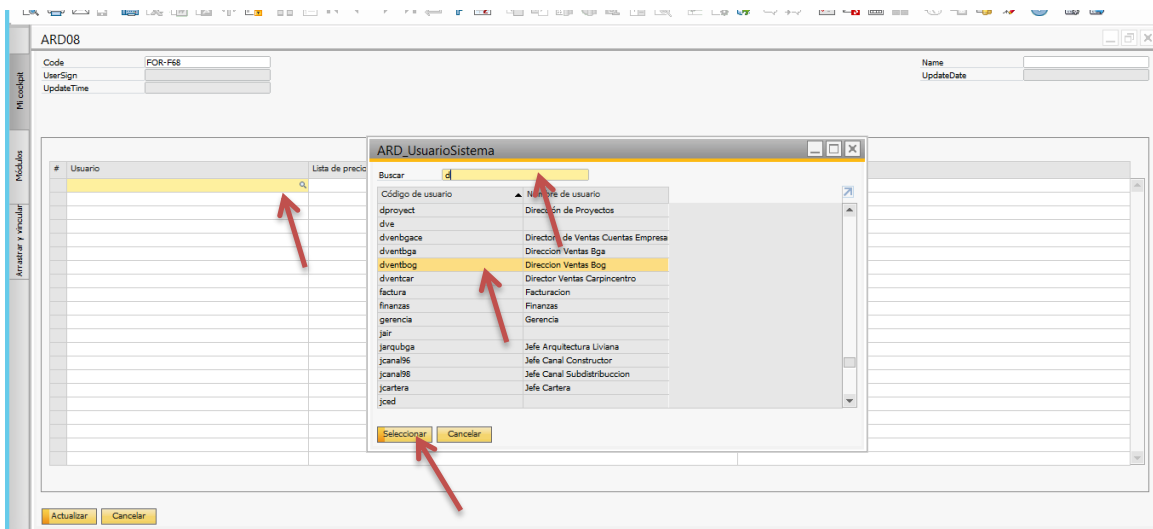 ARD08
Code FOR-F68 Name
UserSign UpdateDate
UpdateTime
Mi cockpit
Módulos
Arrastrar y vincular
# Usuario Lista de precio
ARD_UsuarioSistema
Buscar d
Código de usuario Nombre de usuario
dproyect Dirección de Proyectos
dve
dvenbgace Directora de Ventas Cuentas Empresa
dventbga Direccion Ventas Bga
dventbog Direccion Ventas Bog
dventcar Director Ventas Carpincentro
factura Facturacion
finanzas Finanzas
gerencia Gerencia
jair
jarqubga Jefe Arquitectura Liviana
jcanal96 Jefe Canal Constructor
jcanal98 Jefe Canal Subdistribuccion
jcartera Jefe Cartera
jced
Seleccionar Cancelar
Actualizar Cancelar